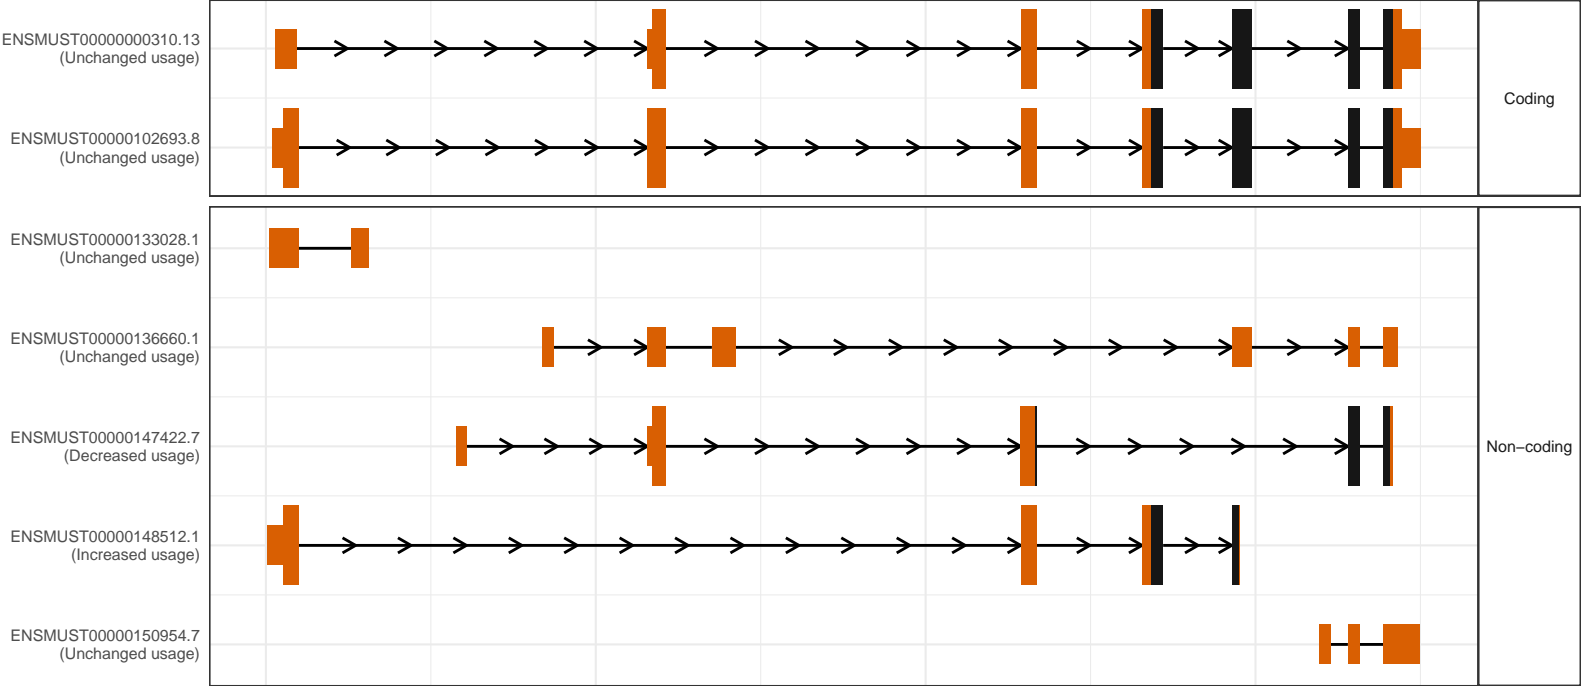 ENSMUST00000000310.13
(Unchanged usage)
ENSMUST00000102693.8
(Unchanged usage)
Coding
ENSMUST00000133028.1
(Unchanged usage)
ENSMUST00000136660.1
(Unchanged usage)
ENSMUST00000147422.7
(Decreased usage)
Non−coding
ENSMUST00000148512.1
(Increased usage)
ENSMUST00000150954.7
(Unchanged usage)